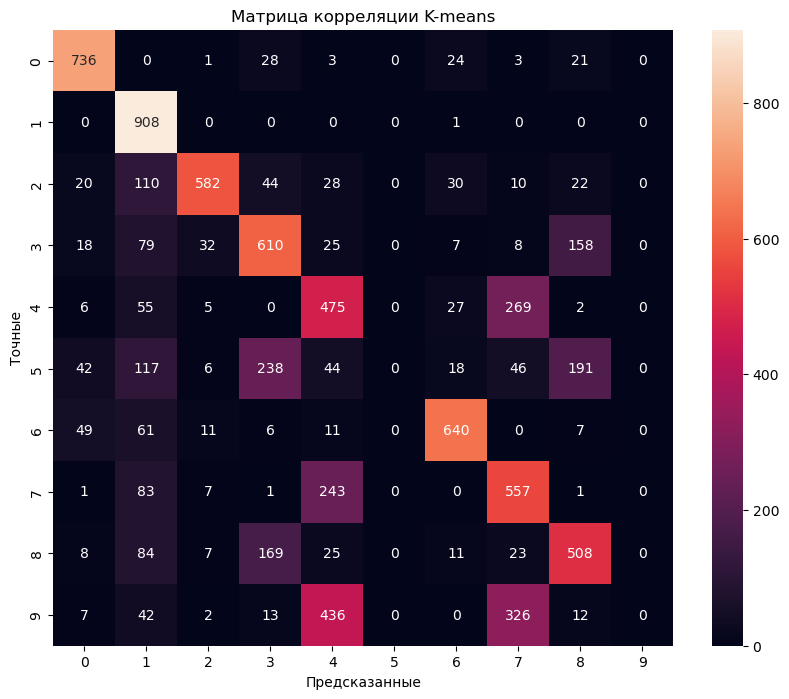 Матрица корреляции K-means
0 736 0 1 28 3 0 24 3 21 0
1 0 908 0 0 0 0 1 0 0 0
2 20 110 582 44 28 0 30 10 22 0
3 18 79 32 610 25 0 7 8 158 0
4 6 55 5 0 475 0 27 269 2 0
5 42 117 6 238 44 0 18 46 191 0
6 49 61 11 6 11 0 640 0 7 0
7 1 83 7 1 243 0 0 557 1 0
8 8 84 7 169 25 0 11 23 508 0
9 7 42 2 13 436 0 0 326 12 0
0 1 2 3 4 5 6 7 8 9
Предсказанные
Точные
800
600
400
200
0